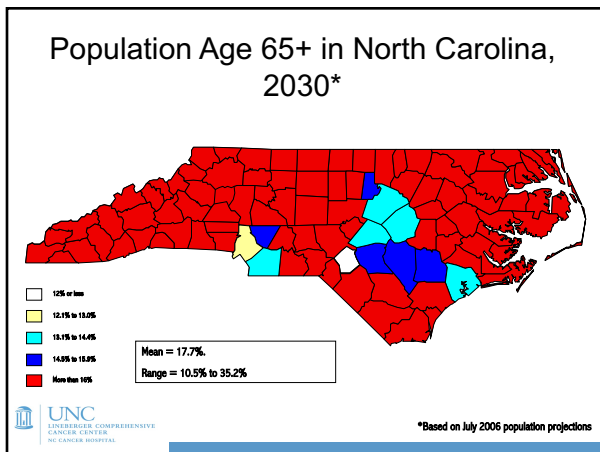 Population Age 65+ in North Carolina,
2030*
12% or less
12.1% to 13.0%
13.1% to 14.4%
14.5% to 15.9%
More than 16%
Mean = 17.7%.
Range = 10.5% to 35.2%
UNC
LINEBERGER COMPREHENSIVE
CANCER CENTER
NC CANCER HOSPITAL
*Based on July 2006 population projections